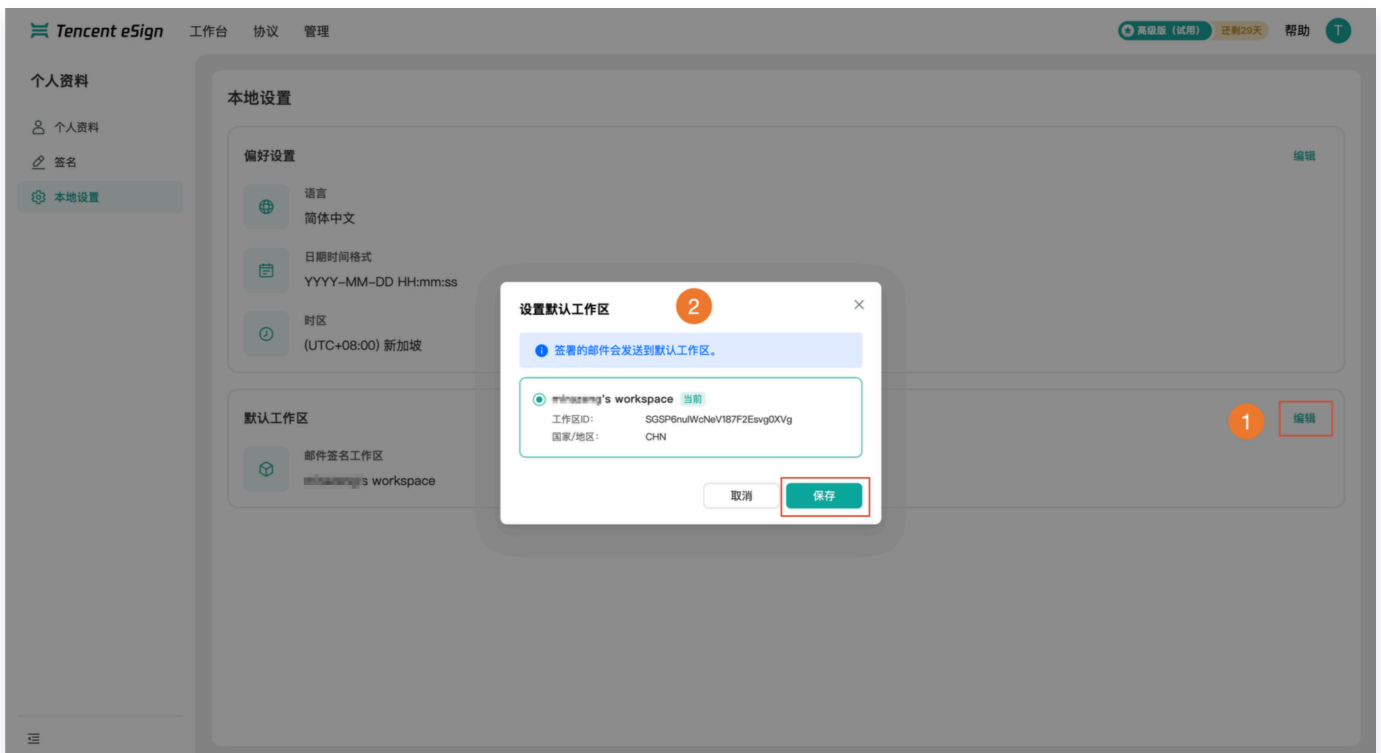 Tencent eSign 工作台 协议 管理 高级版（试用） 还剩29天 帮助 T
个人资料
个人资料
签名
本地设置
本地设置
偏好设置 编辑
语言
简体中文
日期时间格式
YYYY-MM-DD HH:mm:ss
时区
(UTC+08:00) 新加坡
默认工作区 1 编辑
邮件签名工作区
's workspace
设置默认工作区 2
签署的邮件会发送到默认工作区。
's workspace 当前
工作区ID: SGSP6nulWcNeV187F2Esvg0XVg
国家/地区: CHN
取消 保存